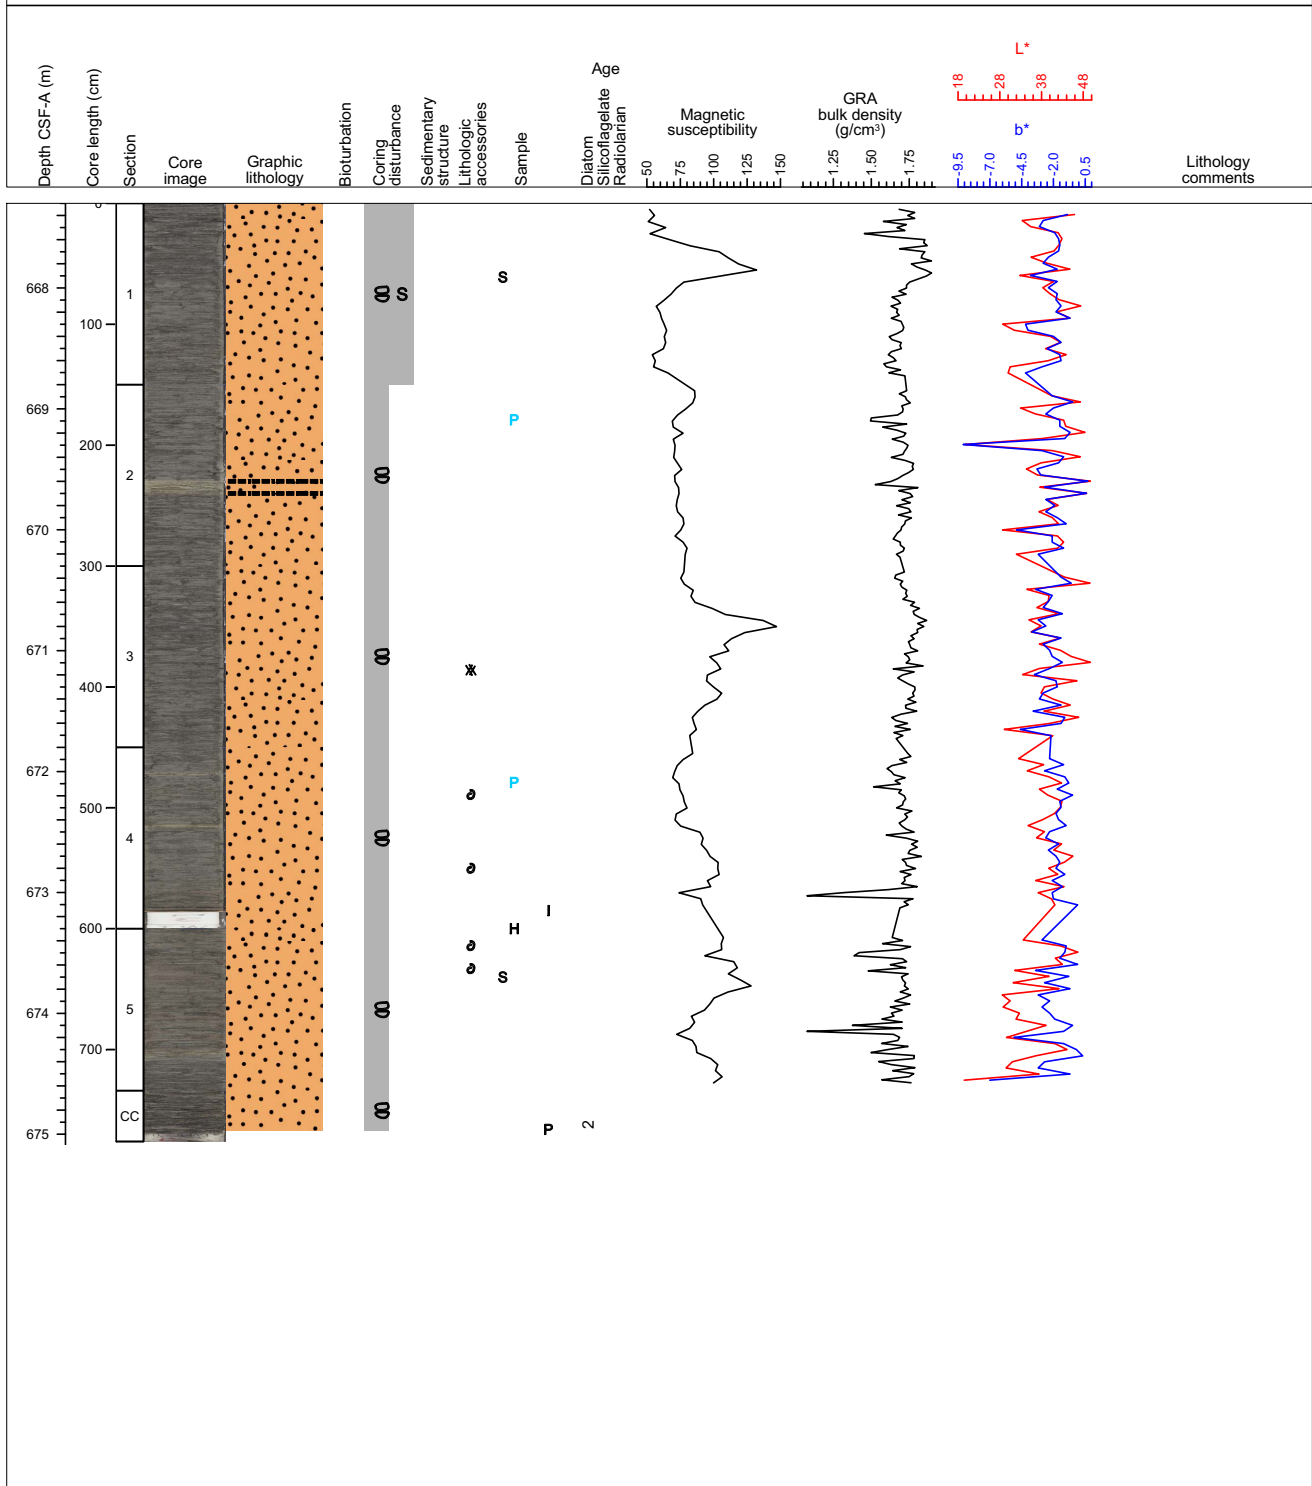 L*
18 28 38 48
Age
Depth CSF-A (m)
Core length (cm)
Section
Core
image
Graphic
lithology
Bioturbation
Coring
disturbance
Sedimentary
structure
Lithologic
accessories
Sample
Diatom
Silicoflagelate
Radiolarian
Magnetic
susceptibility
50 75 100 125 150
GRA
bulk density
(g/cm³)
1.25 1.50 1.75
b*
-9.5 -7.0 -4.5 -2.0 0.5
Lithology
comments
0
S
668
1
S
100
669
P
200
2
670
300
671
3
400
672
P
500
4
673
I
600
H
S
674
5
700
CC
675
P
2